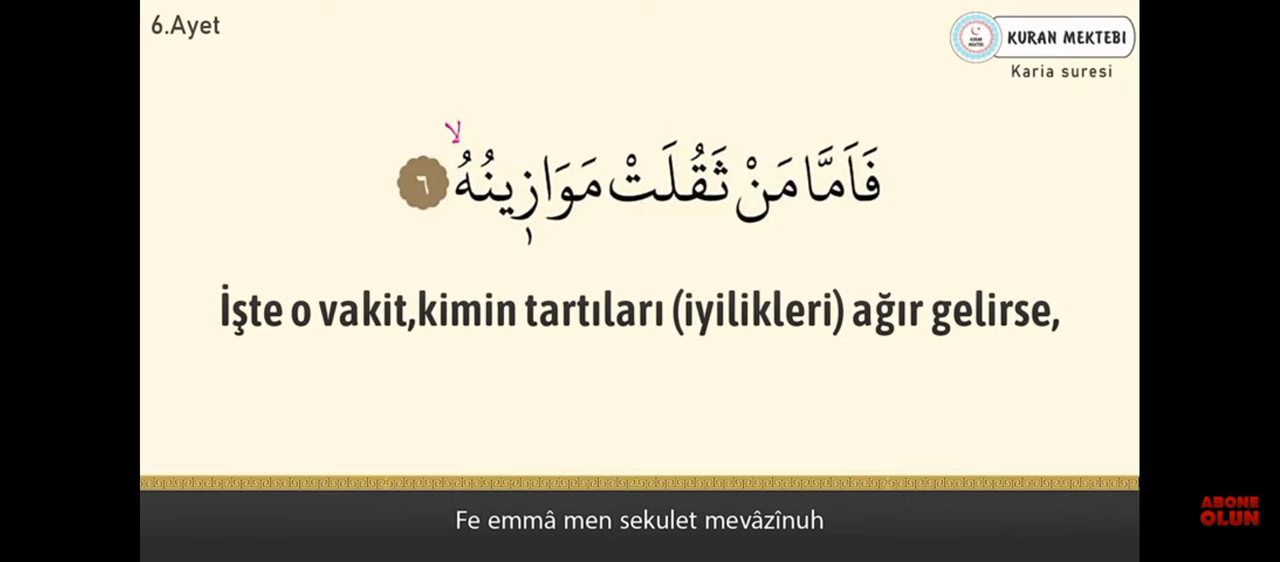 6.Ayet
KURAN MEKTEBI
Karia suresi
فَاَمَّا مَنْ ثَقُلَتْ مَوَازِينُهُۙ ٦
İşte o vakit,kimin tartıları (iyilikleri) ağır gelirse,
Fe emmâ men sekulet mevâzînuh
ABONE
OLUN